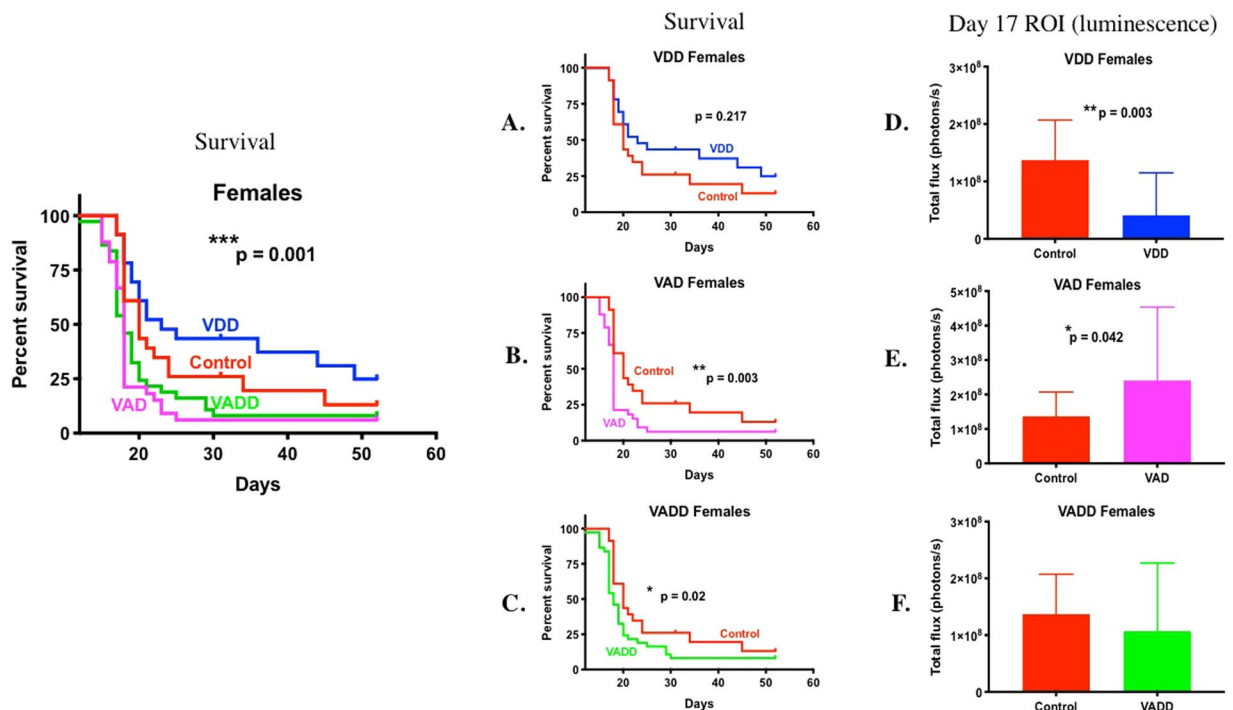 Survival
Females
***p = 0.001
Percent survival
100
75
50
25
0
VDD
Control
VADD
VAD
20
30
40
50
60
Days
Survival
A.
VDD Females
p = 0.217
Percent survival
100
75
50
25
0
VDD
Control
20
30
40
50
60
Days
B.
VAD Females
**p = 0.003
Percent survival
100
75
50
25
0
Control
VAD
20
30
40
50
60
Days
C.
VADD Females
* p = 0.02
Percent survival
100
75
50
25
0
Control
VADD
20
30
40
50
60
Days
Day 17 ROI (luminescence)
D.
VDD Females
**p = 0.003
Total flux (photons/s)
3×10⁸
2×10⁸
1×10⁸
0
Control
VDD
E.
VAD Females
*p = 0.042
Total flux (photons/s)
5×10⁸
4×10⁸
3×10⁸
2×10⁸
1×10⁸
0
Control
VAD
F.
VADD Females
Total flux (photons/s)
3×10⁸
2×10⁸
1×10⁸
0
Control
VADD